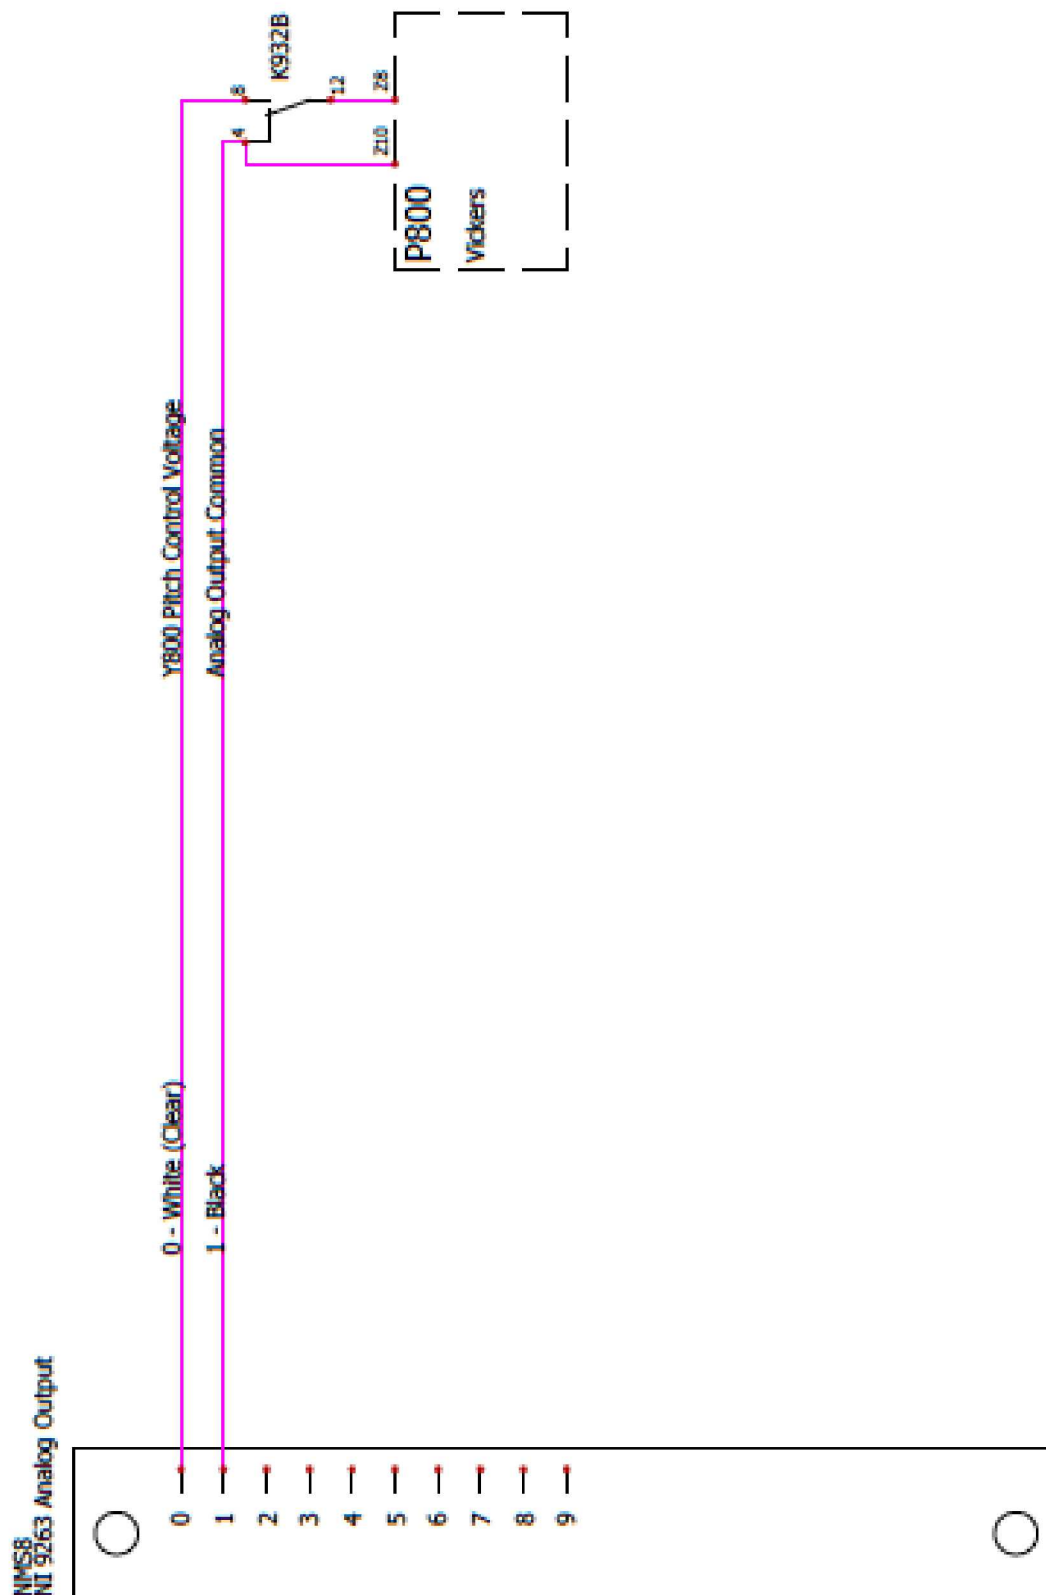 NMSB
NI 9263 Analog Output
0
1
2
3
4
5
6
7
8
9
0 - White (Clear)
1 - Black
Y800 Pitch Control Voltage
Analog Output Common
8
4
K932B
12
Z8
Z10
P800
Vickers